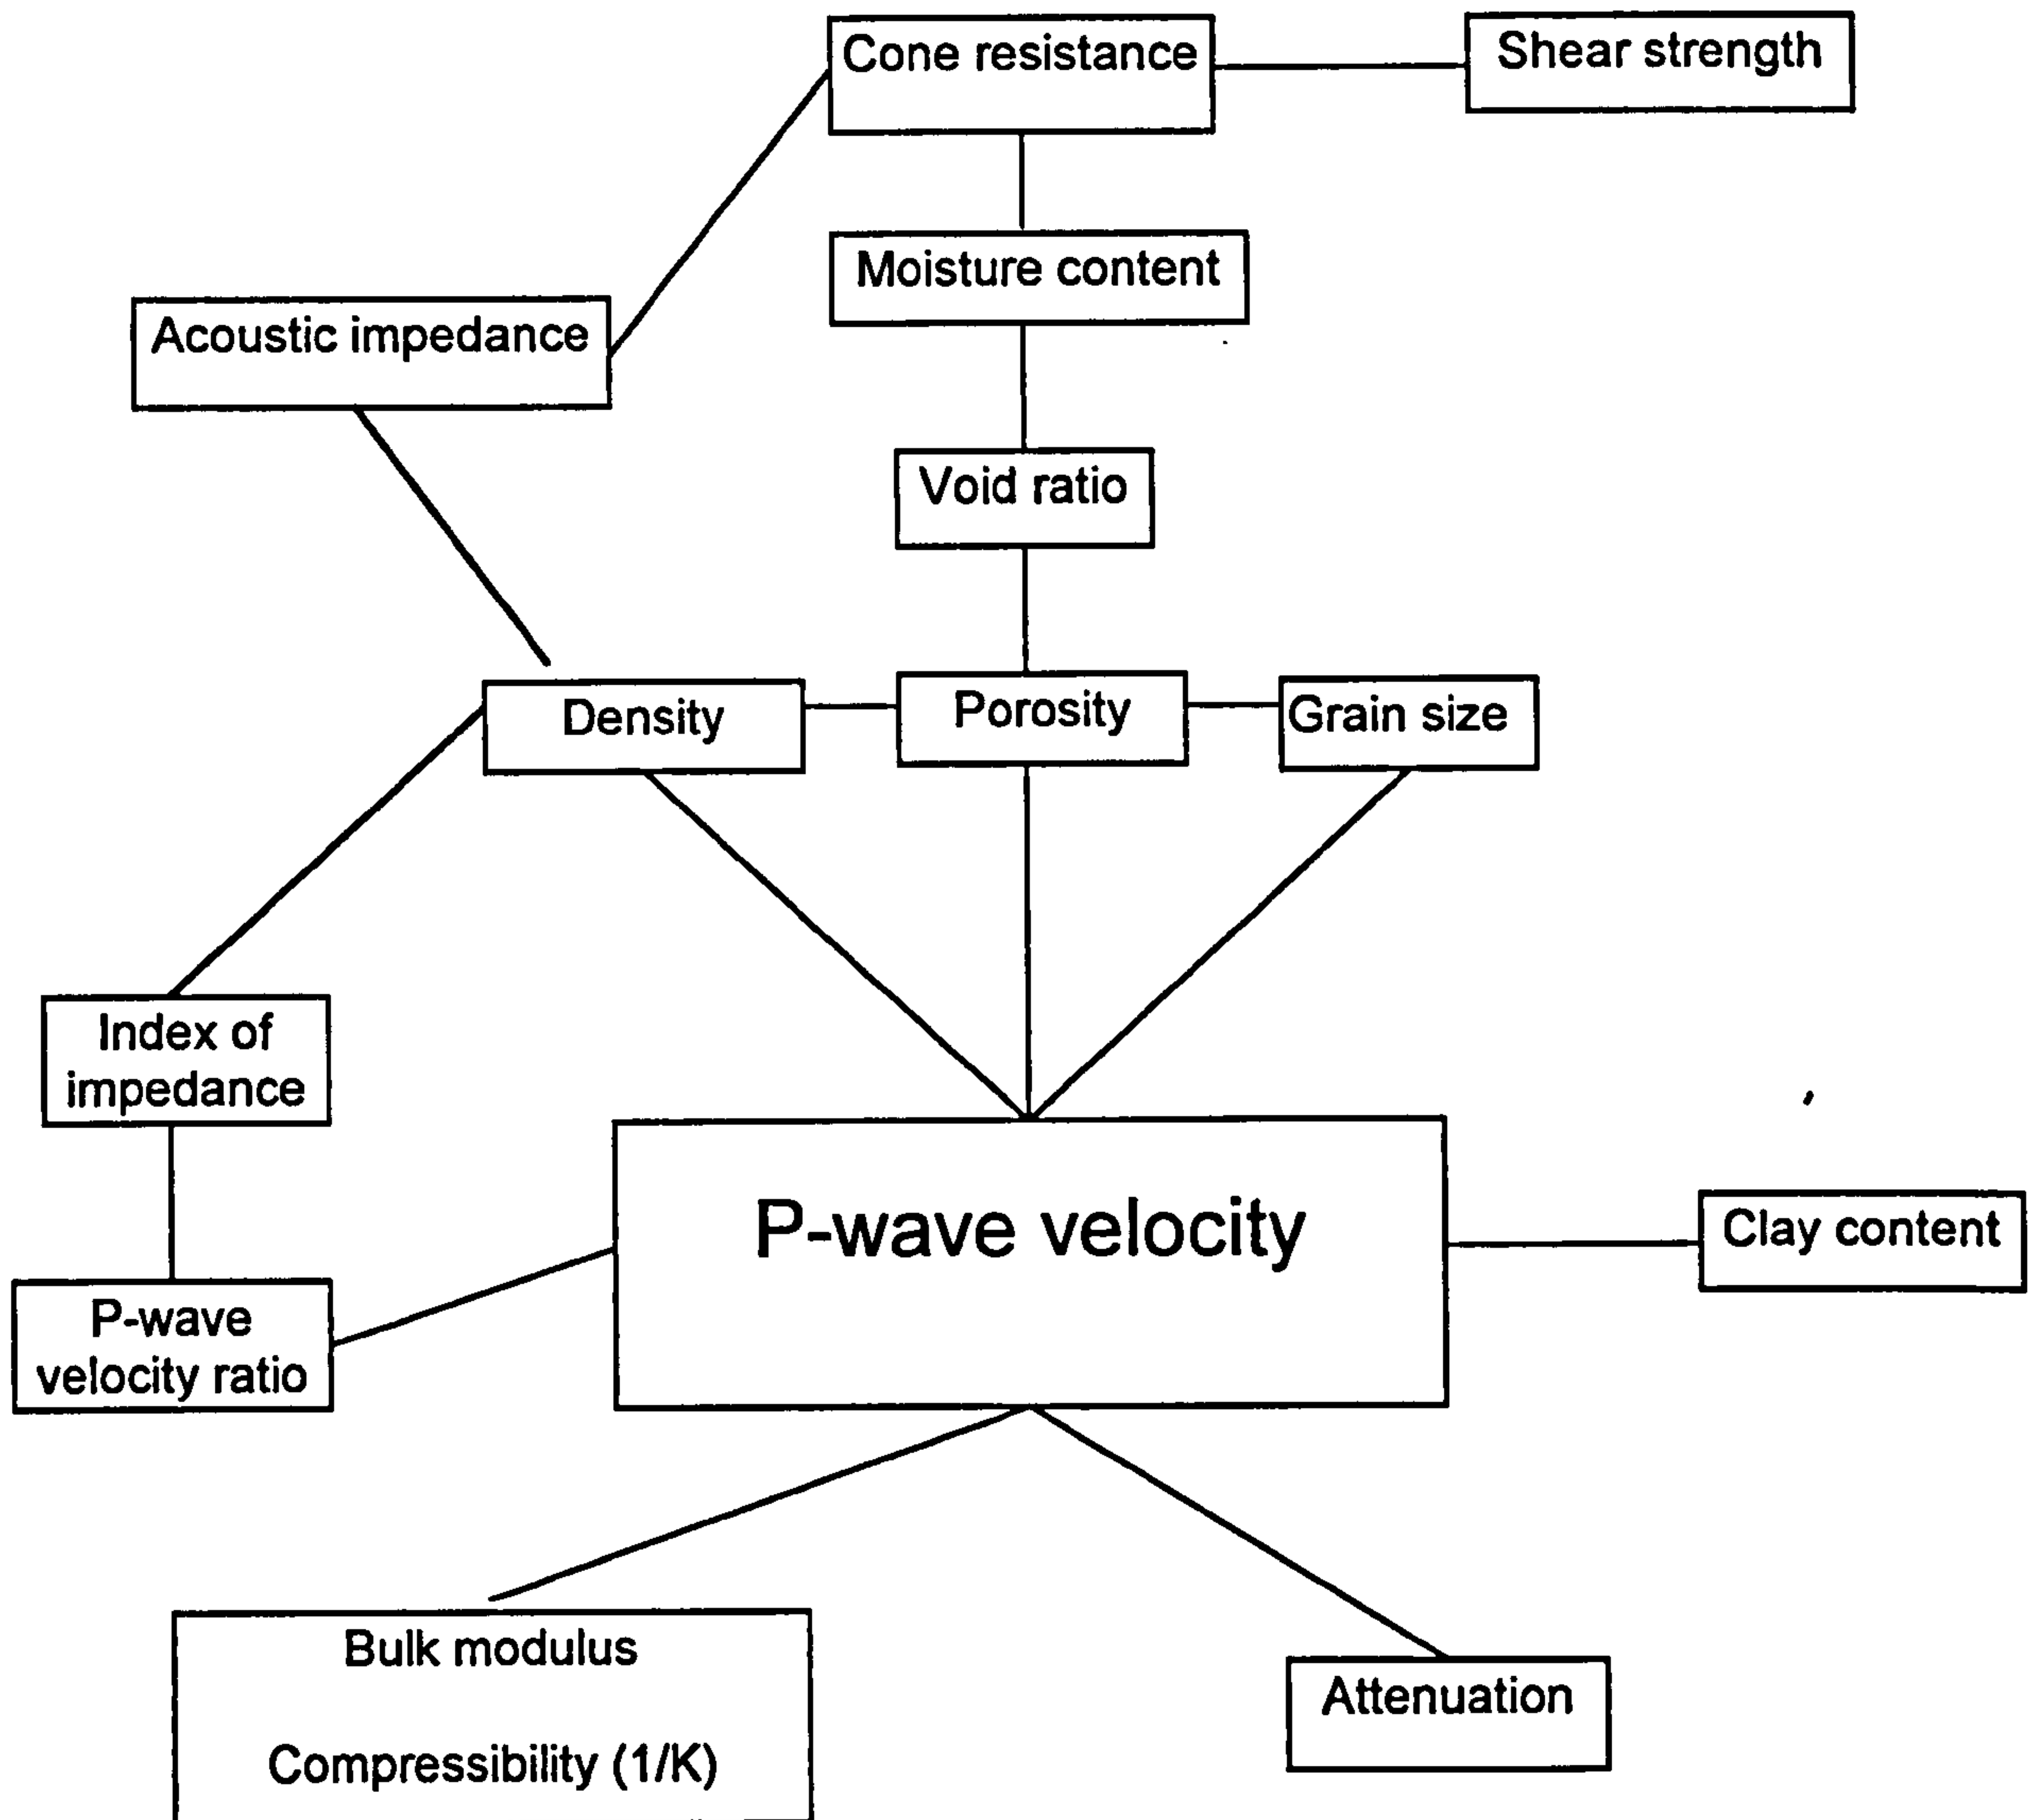 Cone resistance
Shear strength
Moisture content
Acoustic impedance
Void ratio
Density
Porosity
Grain size
Index of
impedance
P-wave velocity
Clay content
P-wave
velocity ratio
Bulk modulus
Compressibility (1/K)
Attenuation